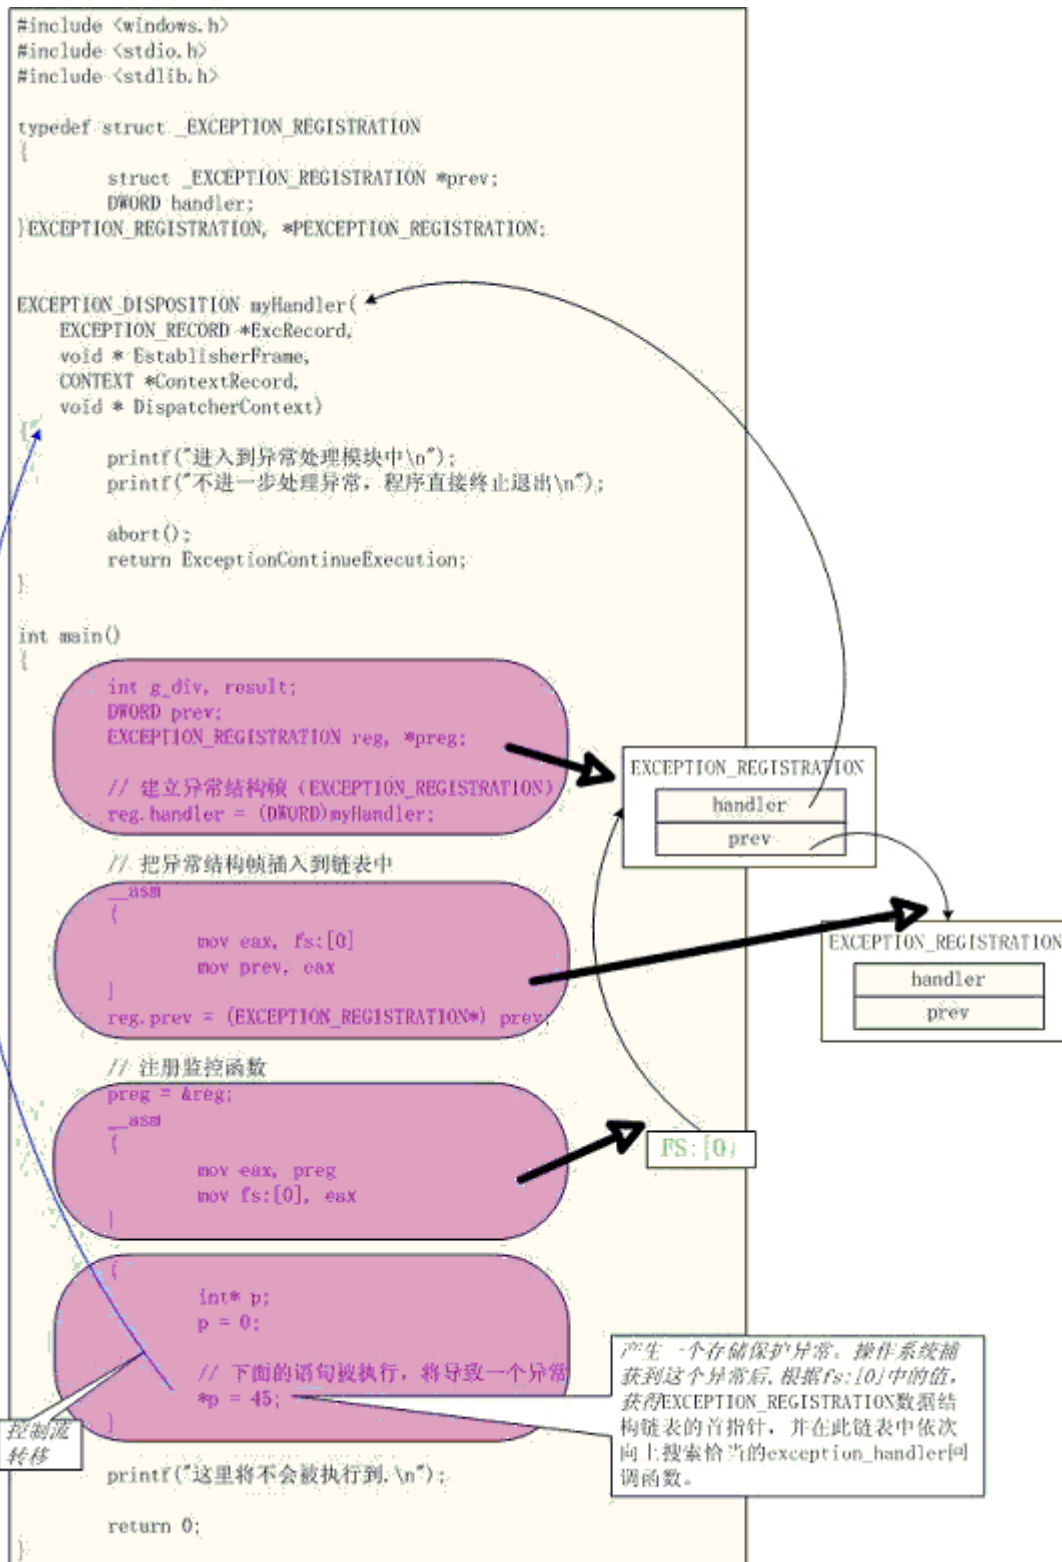 #include <windows.h>
#include <stdio.h>
#include <stdlib.h>
typedef struct _EXCEPTION_REGISTRATION
{
struct _EXCEPTION_REGISTRATION *prev;
DWORD handler;
}EXCEPTION_REGISTRATION, *PEXCEPTION_REGISTRATION;
EXCEPTION_DISPOSITION myHandler(
EXCEPTION_RECORD *ExcRecord,
void * EstablisherFrame,
CONTEXT *ContextRecord,
void * DispatcherContext)
{
printf("进入到异常处理模块中\n");
printf("不进一步处理异常，程序直接终止退出\n");
abort();
return ExceptionContinueExecution;
}
int main()
{
int g_div, result;
DWORD prev;
EXCEPTION_REGISTRATION reg, *preg;
// 建立异常结构帧（EXCEPTION_REGISTRATION）
reg.handler = (DWORD)myHandler;
// 把异常结构帧插入到链表中
__asm
{
mov eax, fs:[0]
mov prev, eax
}
reg.prev = (EXCEPTION_REGISTRATION*) prev;
// 注册监控函数
preg = &reg;
__asm
{
mov eax, preg
mov fs:[0], eax
}
{
int* p;
p = 0;
// 下面的语句被执行，将导致一个异常
*p = 45;
}
printf("这里将不会被执行到.\n");
return 0;
}
EXCEPTION_REGISTRATION
handler
prev
EXCEPTION_REGISTRATION
handler
prev
FS:[0]
产生一个存储保护异常。操作系统捕
获到这个异常后,根据fs:[0]中的值,
获得EXCEPTION_REGISTRATION数据结
构链表的首指针，并在此链表中依次
向上搜索恰当的exception_handler回
调函数。
控制流
转移